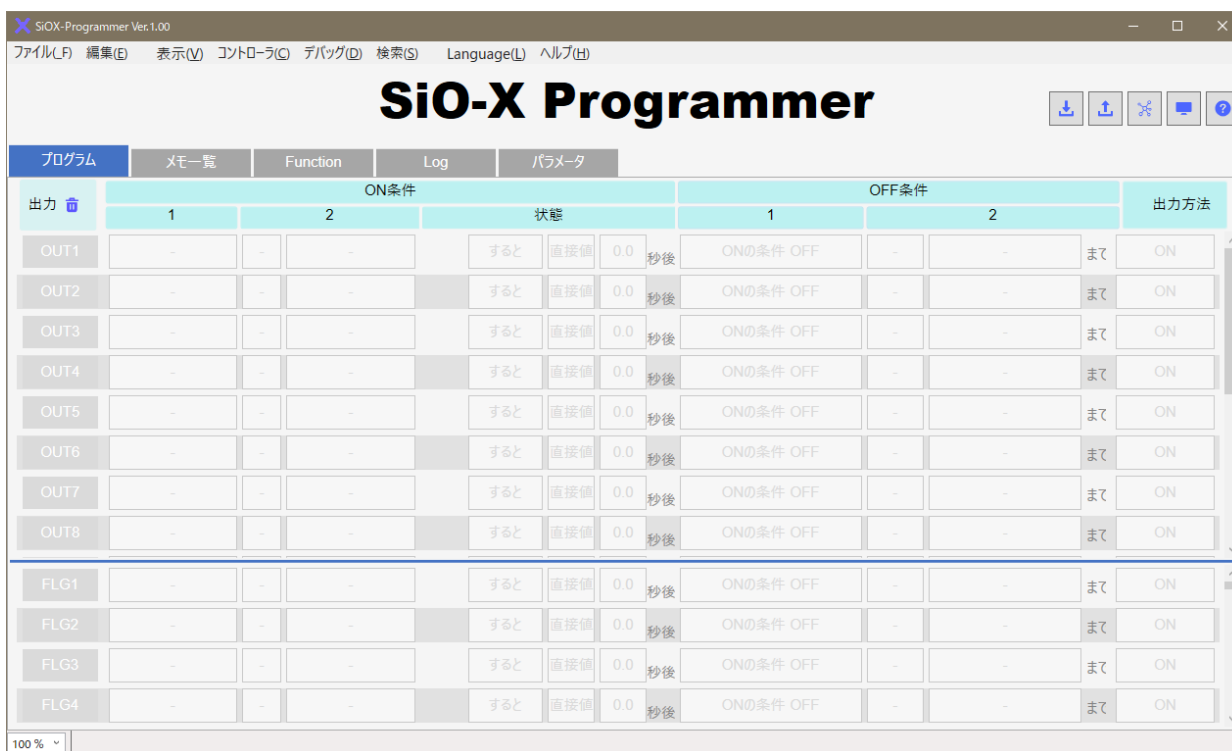 SiOX-Programmer Ver.1.00
ファイル(_F) 編集(E) 表示(V) コントローラ(C) デバッグ(D) 検索(S) Language(L) ヘルプ(H)
SiO-X Programmer
プログラム メモ一覧 Function Log パラメータ
出力 ON条件 OFF条件 出力方法
1 2 状態 1 2
OUT1 - - - すると 直接値 0.0 秒後 ONの条件 OFF - - まで ON
OUT2 - - - すると 直接値 0.0 秒後 ONの条件 OFF - - まで ON
OUT3 - - - すると 直接値 0.0 秒後 ONの条件 OFF - - まで ON
OUT4 - - - すると 直接値 0.0 秒後 ONの条件 OFF - - まで ON
OUT5 - - - すると 直接値 0.0 秒後 ONの条件 OFF - - まで ON
OUT6 - - - すると 直接値 0.0 秒後 ONの条件 OFF - - まで ON
OUT7 - - - すると 直接値 0.0 秒後 ONの条件 OFF - - まで ON
OUT8 - - - すると 直接値 0.0 秒後 ONの条件 OFF - - まで ON
FLG1 - - - すると 直接値 0.0 秒後 ONの条件 OFF - - まで ON
FLG2 - - - すると 直接値 0.0 秒後 ONの条件 OFF - - まで ON
FLG3 - - - すると 直接値 0.0 秒後 ONの条件 OFF - - まで ON
FLG4 - - - すると 直接値 0.0 秒後 ONの条件 OFF - - まで ON
100 %